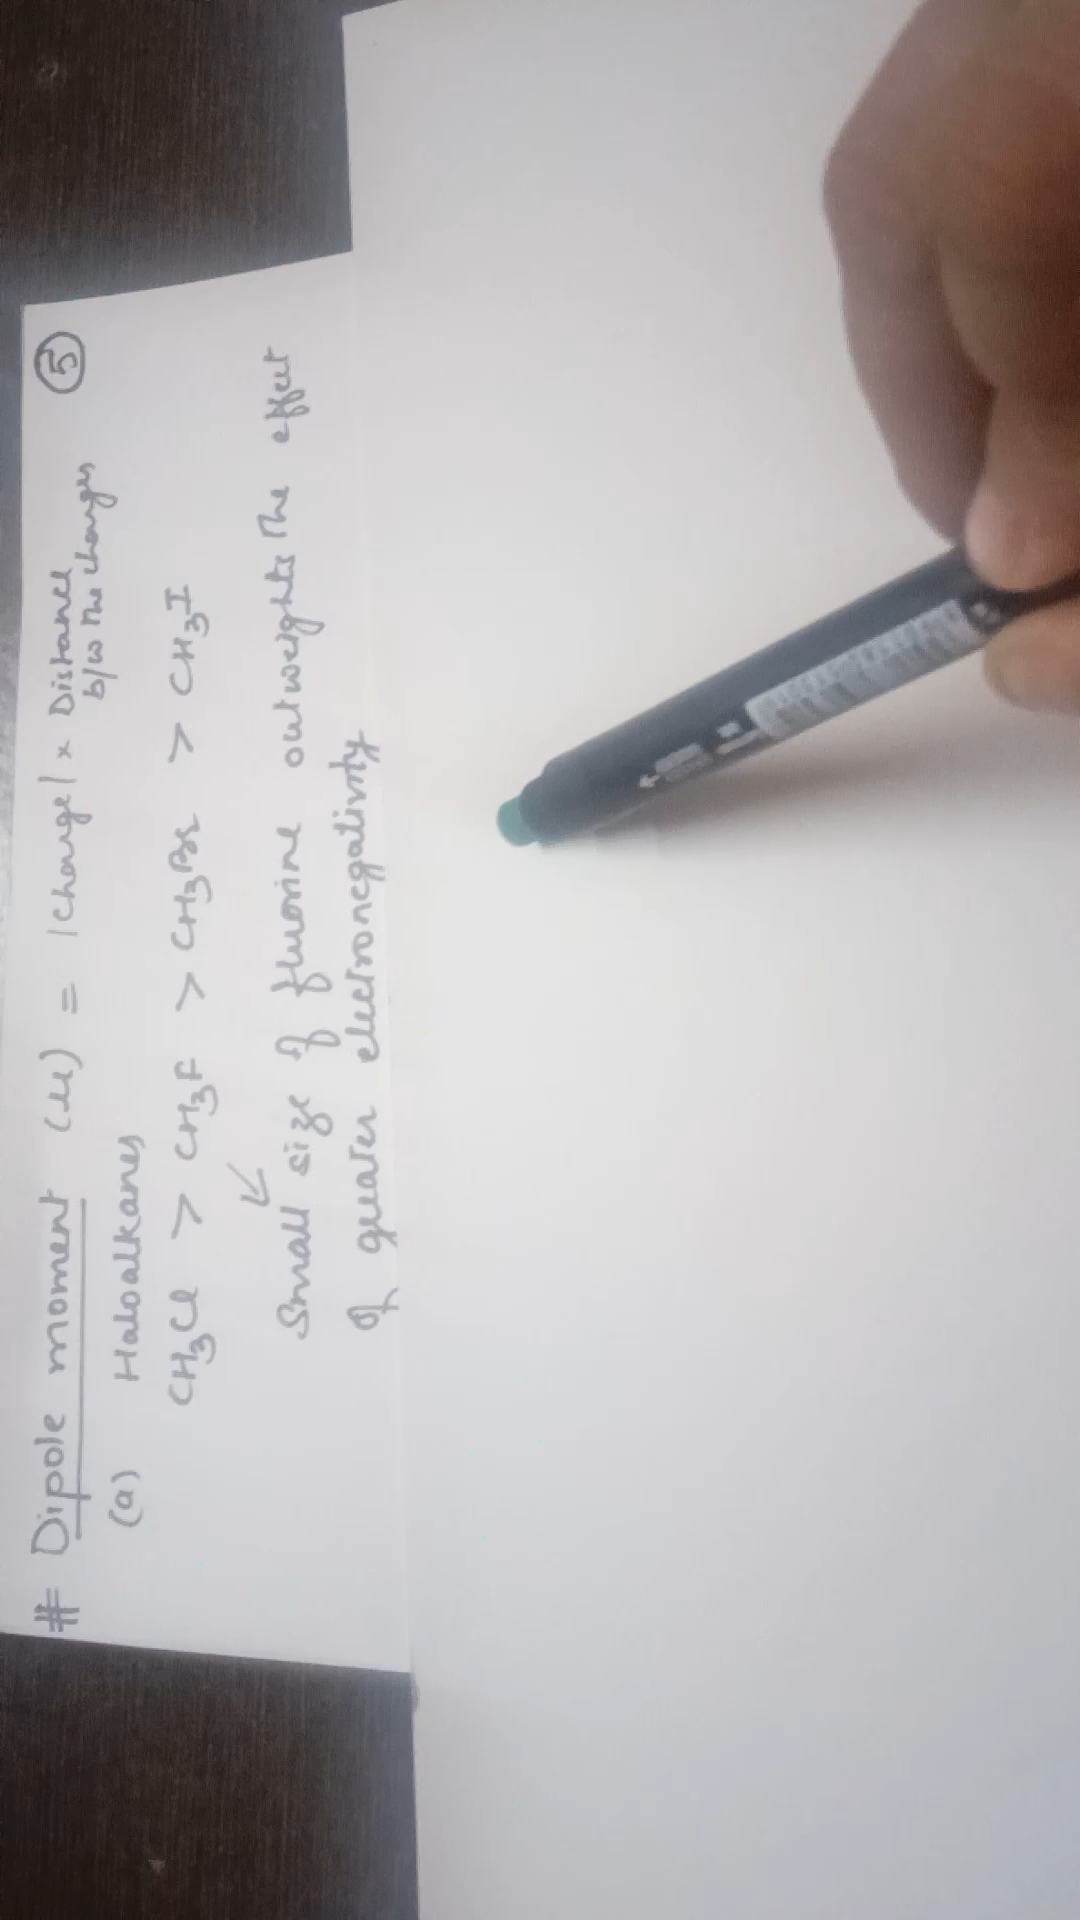 # Dipole moment (μ) = |charge| × Distance
b/w the charges
⑤
(a) Haloalkanes
CH₃Cl > CH₃F > CH₃Br > CH₃I
↙
Small size of fluorine outweights the effect
of greater electronegativity